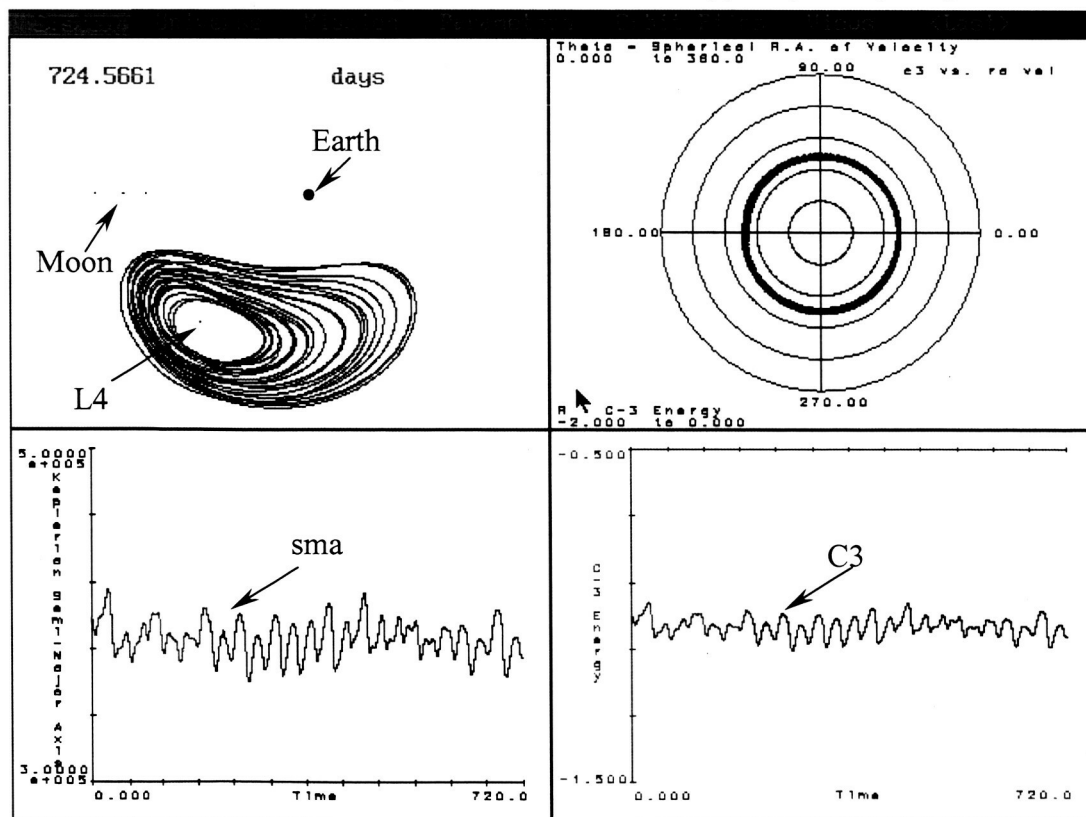 724.5661 days
Earth
Moon
L4
Theta - Spherical R.A. of Velocity
0.000 to 360.0
90.00
c3 vs. ra vel
180.00
0.00
270.00
C-3 Energy
-2.000 to 0.000
5.0000
e+005
Keplerian Semi-Major Axis
sma
3.0000
e+005
0.000 Time 720.0
-0.500
C-3 Energy
C3
-1.500
0.000 Time 720.0